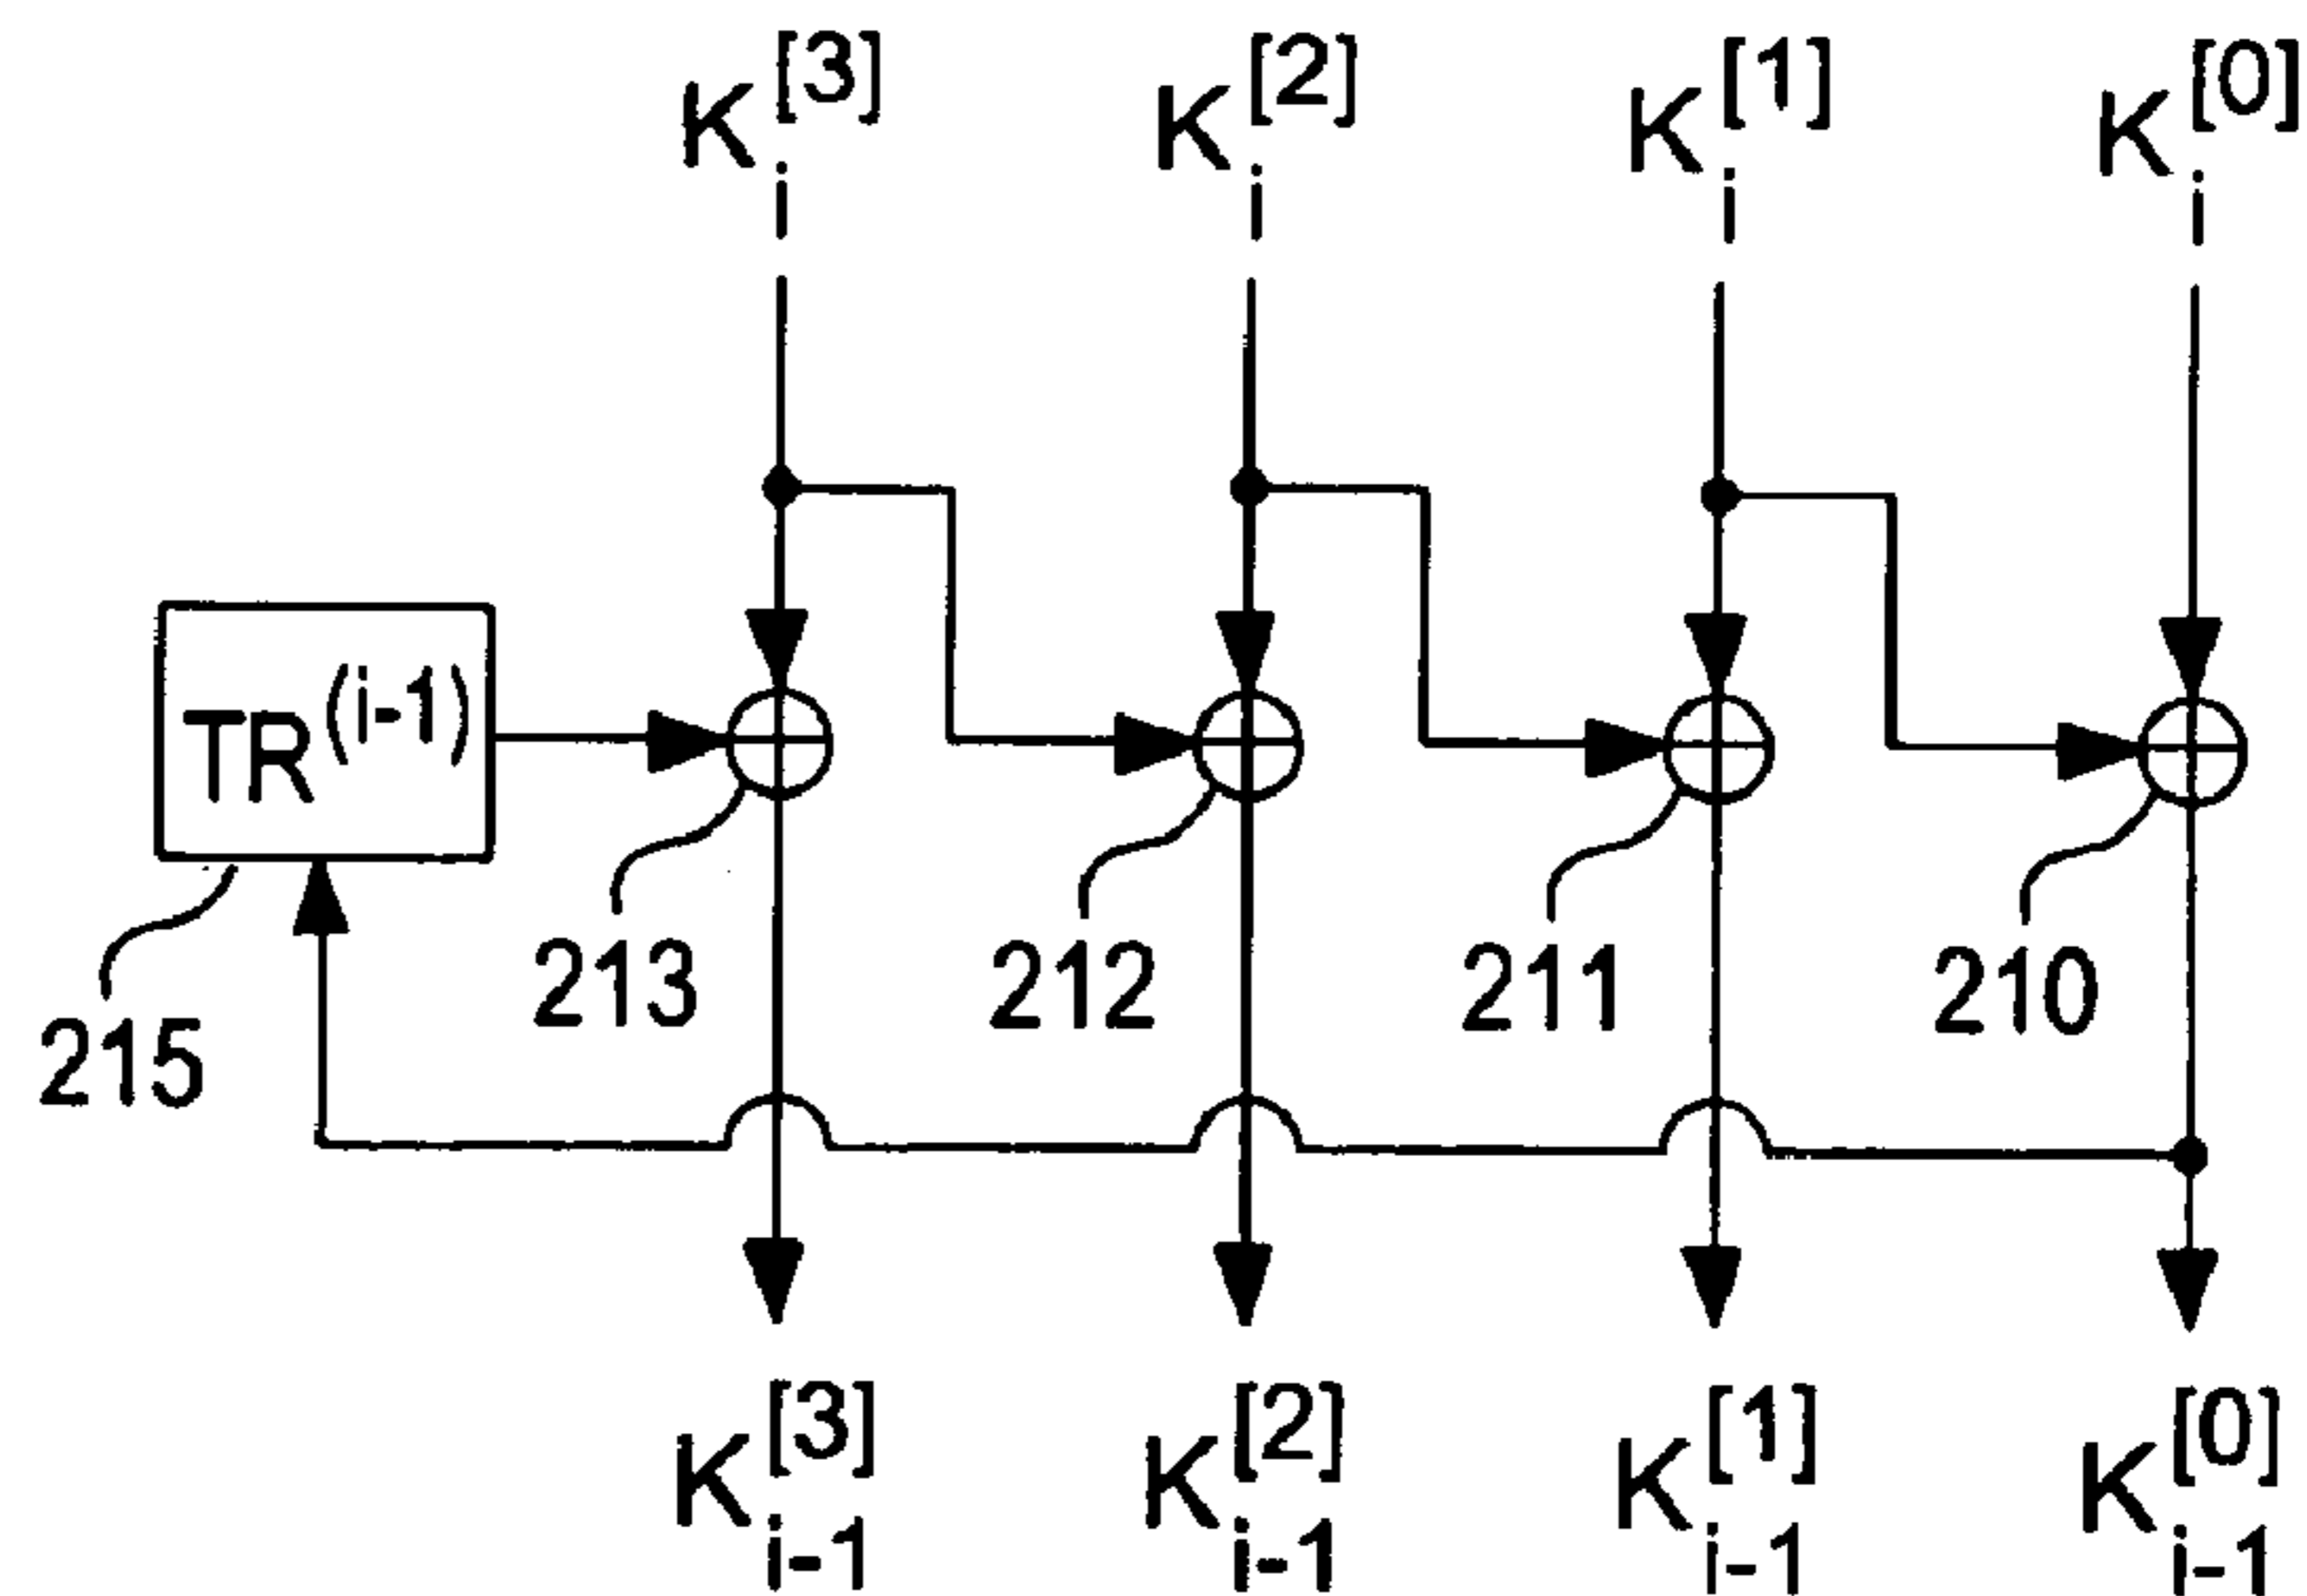 K_i^[3] K_i^[2] K_i^[1] K_i^[0]
TR^(i-1)
213 212 211 210
215
K_i-1^[3] K_i-1^[2] K_i-1^[1] K_i-1^[0]